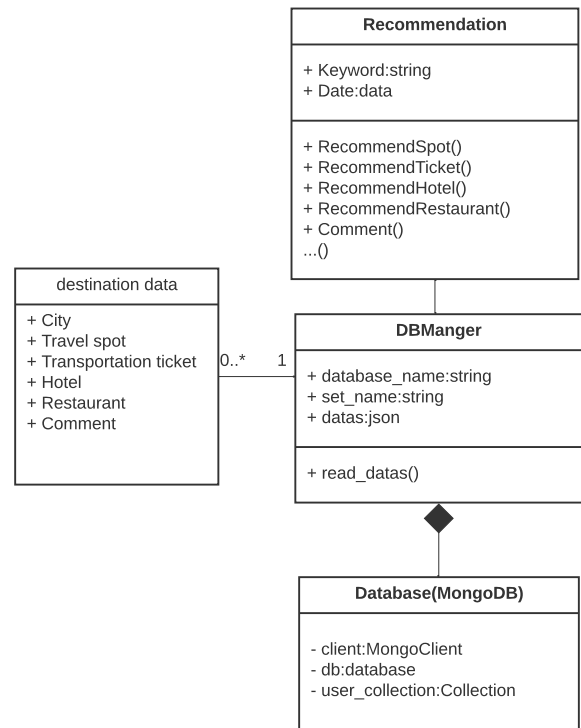 Recommendation
+ Keyword:string
+ Date:data
+ RecommendSpot()
+ RecommendTicket()
+ RecommendHotel()
+ RecommendRestaurant()
+ Comment()
...()
destination data
+ City
+ Travel spot
+ Transportation ticket
+ Hotel
+ Restaurant
+ Comment
0..* 1
DBManger
+ database_name:string
+ set_name:string
+ datas:json
+ read_datas()
Database(MongoDB)
- client:MongoClient
- db:database
- user_collection:Collection